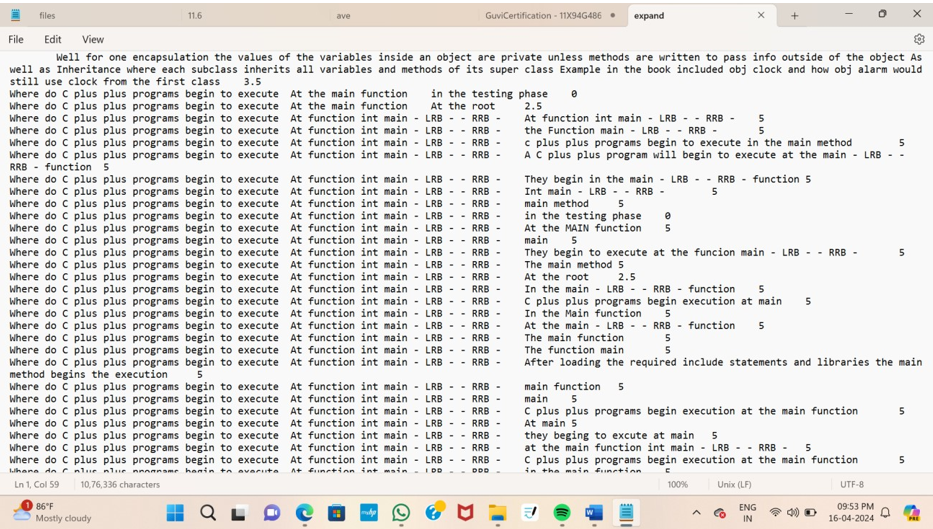 files
11.6
ave
GuviCertification - 11X94G486
expand
File Edit View
Well for one encapsulation the values of the variables inside an object are private unless methods are written to pass info outside of the object As
well as Inheritance where each subclass inherits all variables and methods of its super class Example in the book included obj clock and how obj alarm would
still use clock from the first class 3.5
Where do C plus plus programs begin to execute At the main function in the testing phase 0
Where do C plus plus programs begin to execute At the main function At the root 2.5
Where do C plus plus programs begin to execute At function int main - LRB - - RRB - At function int main - LRB - - RRB - 5
Where do C plus plus programs begin to execute At function int main - LRB - - RRB - the Function main - LRB - - RRB - 5
Where do C plus plus programs begin to execute At function int main - LRB - - RRB - c plus plus programs begin to execute in the main method 5
Where do C plus plus programs begin to execute At function int main - LRB - - RRB - A C plus plus program will begin to execute at the main - LRB - -
RRB - function 5
Where do C plus plus programs begin to execute At function int main - LRB - - RRB - They begin in the main - LRB - - RRB - function 5
Where do C plus plus programs begin to execute At function int main - LRB - - RRB - Int main - LRB - - RRB - 5
Where do C plus plus programs begin to execute At function int main - LRB - - RRB - main method 5
Where do C plus plus programs begin to execute At function int main - LRB - - RRB - in the testing phase 0
Where do C plus plus programs begin to execute At function int main - LRB - - RRB - At the MAIN function 5
Where do C plus plus programs begin to execute At function int main - LRB - - RRB - main 5
Where do C plus plus programs begin to execute At function int main - LRB - - RRB - They begin to execute at the funcion main - LRB - - RRB - 5
Where do C plus plus programs begin to execute At function int main - LRB - - RRB - The main method 5
Where do C plus plus programs begin to execute At function int main - LRB - - RRB - At the root 2.5
Where do C plus plus programs begin to execute At function int main - LRB - - RRB - In the main - LRB - - RRB - function 5
Where do C plus plus programs begin to execute At function int main - LRB - - RRB - C plus plus programs begin execution at main 5
Where do C plus plus programs begin to execute At function int main - LRB - - RRB - In the Main function 5
Where do C plus plus programs begin to execute At function int main - LRB - - RRB - At the main - LRB - - RRB - function 5
Where do C plus plus programs begin to execute At function int main - LRB - - RRB - The main function 5
Where do C plus plus programs begin to execute At function int main - LRB - - RRB - The function main 5
Where do C plus plus programs begin to execute At function int main - LRB - - RRB - After loading the required include statements and libraries the main
method begins the execution 5
Where do C plus plus programs begin to execute At function int main - LRB - - RRB - main function 5
Where do C plus plus programs begin to execute At function int main - LRB - - RRB - main 5
Where do C plus plus programs begin to execute At function int main - LRB - - RRB - C plus plus programs begin execution at the main function 5
Where do C plus plus programs begin to execute At function int main - LRB - - RRB - At main 5
Where do C plus plus programs begin to execute At function int main - LRB - - RRB - they beging to excute at main 5
Where do C plus plus programs begin to execute At function int main - LRB - - RRB - at the main function int main - LRB - - RRB - 5
Where do C plus plus programs begin to execute At function int main - LRB - - RRB - C plus plus programs begin execution at the main function 5
Where do C plus plus programs begin to execute At function int main - LRB - - RRB - in the main function 5
Ln 1, Col 59 10,76,336 characters 100% Unix (LF) UTF-8
1
86°F
Mostly cloudy
ENG
IN
09:53 PM
16-04-2024
PRE